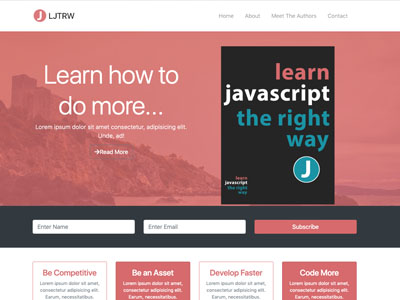 J LJTRW
Home About Meet The Authors Contact
Learn how to
do more...
Lorem ipsum dolor sit amet consectetur, adipisicing elit.
Unde, ad!
→Read More
learn
javascript
the right
way
J
learn
javascript
the right
way
Enter Name
Enter Email
Subscribe
Be Competitive
Lorem ipsum dolor sit amet,
consectetur adipisicing elit.
Earum, necessitatibus.
Be an Asset
Lorem ipsum dolor sit amet,
consectetur adipisicing elit.
Earum, necessitatibus.
Develop Faster
Lorem ipsum dolor sit amet,
consectetur adipisicing elit.
Earum, necessitatibus.
Code More
Lorem ipsum dolor sit amet,
consectetur adipisicing elit.
Earum, necessitatibus.